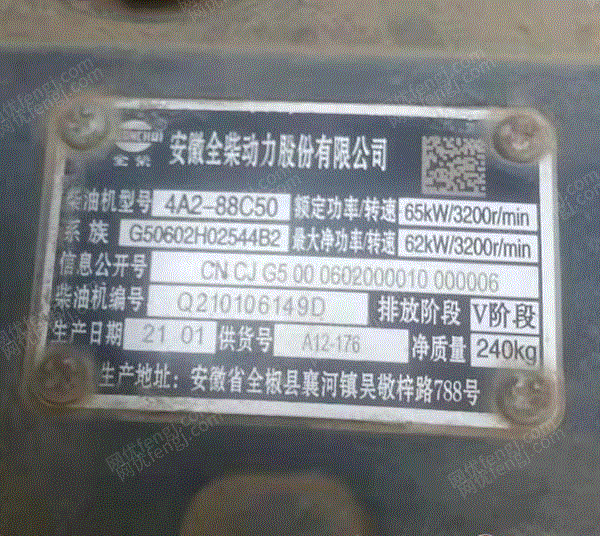 安徽全柴动力股份有限公司
全柴
柴油机型号 4A2-88C50 额定功率/转速 65kW/3200r/min
系族 G50602H02544B2 最大净功率/转速 62kW/3200r/min
信息公开号 CN CJ G5 00 0602000010 000006
柴油机编号 Q210106149D 排放阶段 V阶段
生产日期 21 01 供货号 A12-176 净质量 240kg
生产地址：安徽省全椒县襄河镇吴敬梓路788号